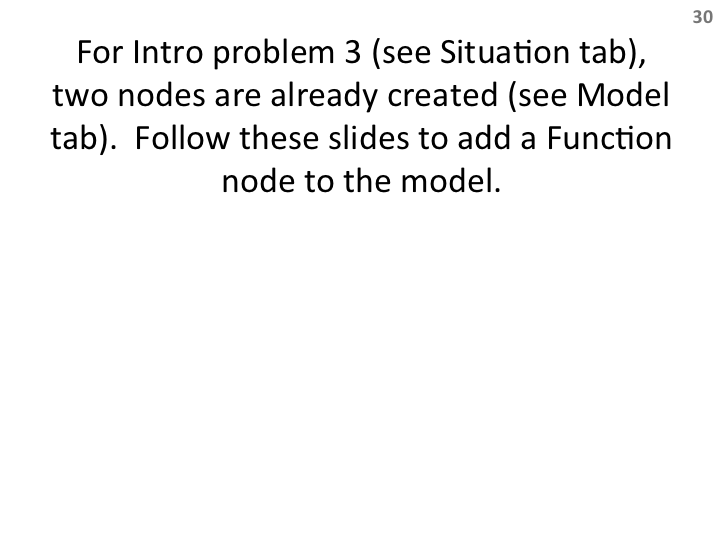 30
For Intro problem 3 (see Situation tab),
two nodes are already created (see Model
tab).  Follow these slides to add a Function
node to the model.